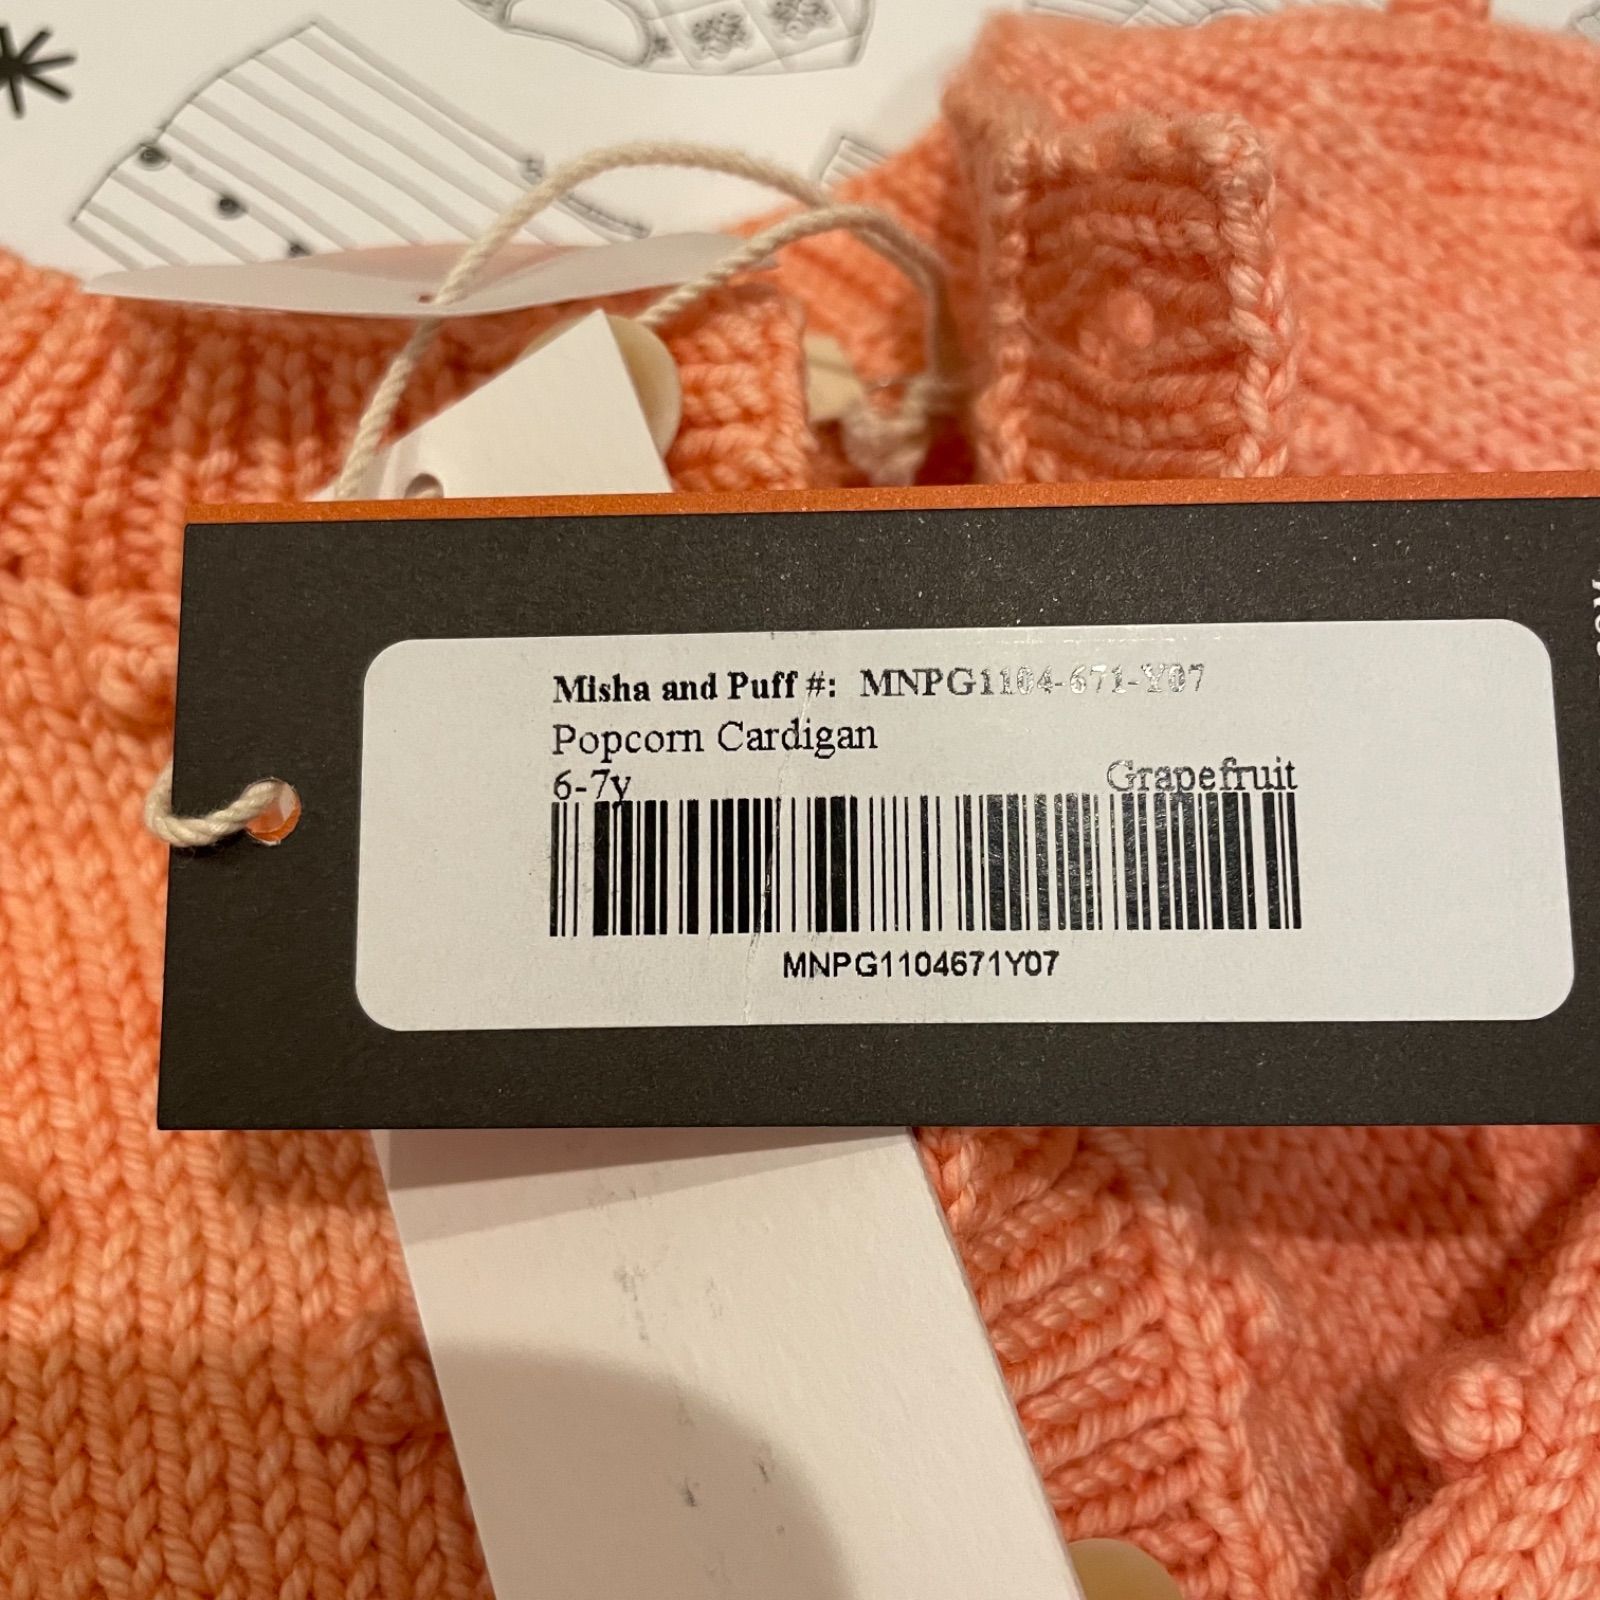 Misha and Puff #: MNPG1104-671-Y07
Popcorn Cardigan
6-7y Grapefruit
MNPG1104671Y07